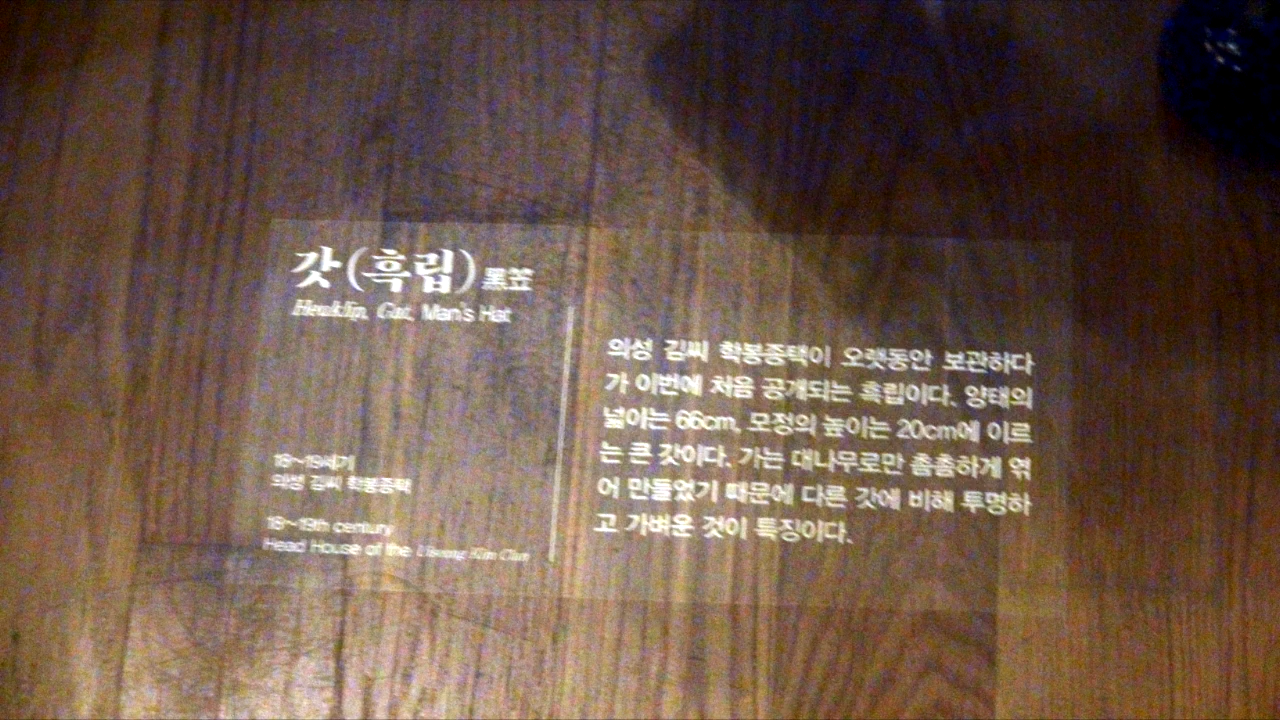 갓(흑립) 黑笠
Heuklip, Gat, Man's Hat
18~19세기
의성 김씨 학봉종택
18~19th century
Head House of the Uiseong Kim Clan
의성 김씨 학봉종택이 오랫동안 보관하다
가 이번에 처음 공개되는 흑립이다. 양태의
넓이는 66cm, 모정의 높이는 20cm에 이르
는 큰 갓이다. 가는 대나무로만 촘촘하게 엮
어 만들었기 때문에 다른 갓에 비해 투명하
고 가벼운 것이 특징이다.